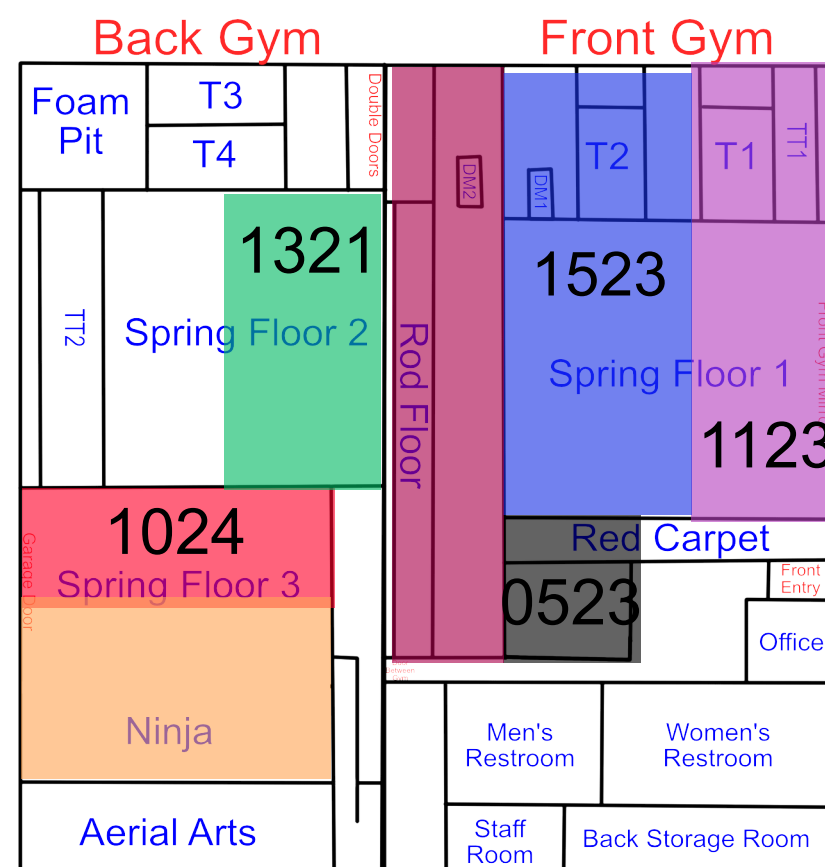 Back Gym
Front Gym
Foam
Pit
T3
T4
Double Doors
DM2
DM1
T2
T1
TT1
1321
1523
TT2
Spring Floor 2
Rod Floor
Spring Floor 1
1123
1024
Garage Door
Spring Floor 3
Red Carpet
0523
Front
Entry
Office
Ninja
Men's
Restroom
Women's
Restroom
Aerial Arts
Staff
Room
Back Storage Room